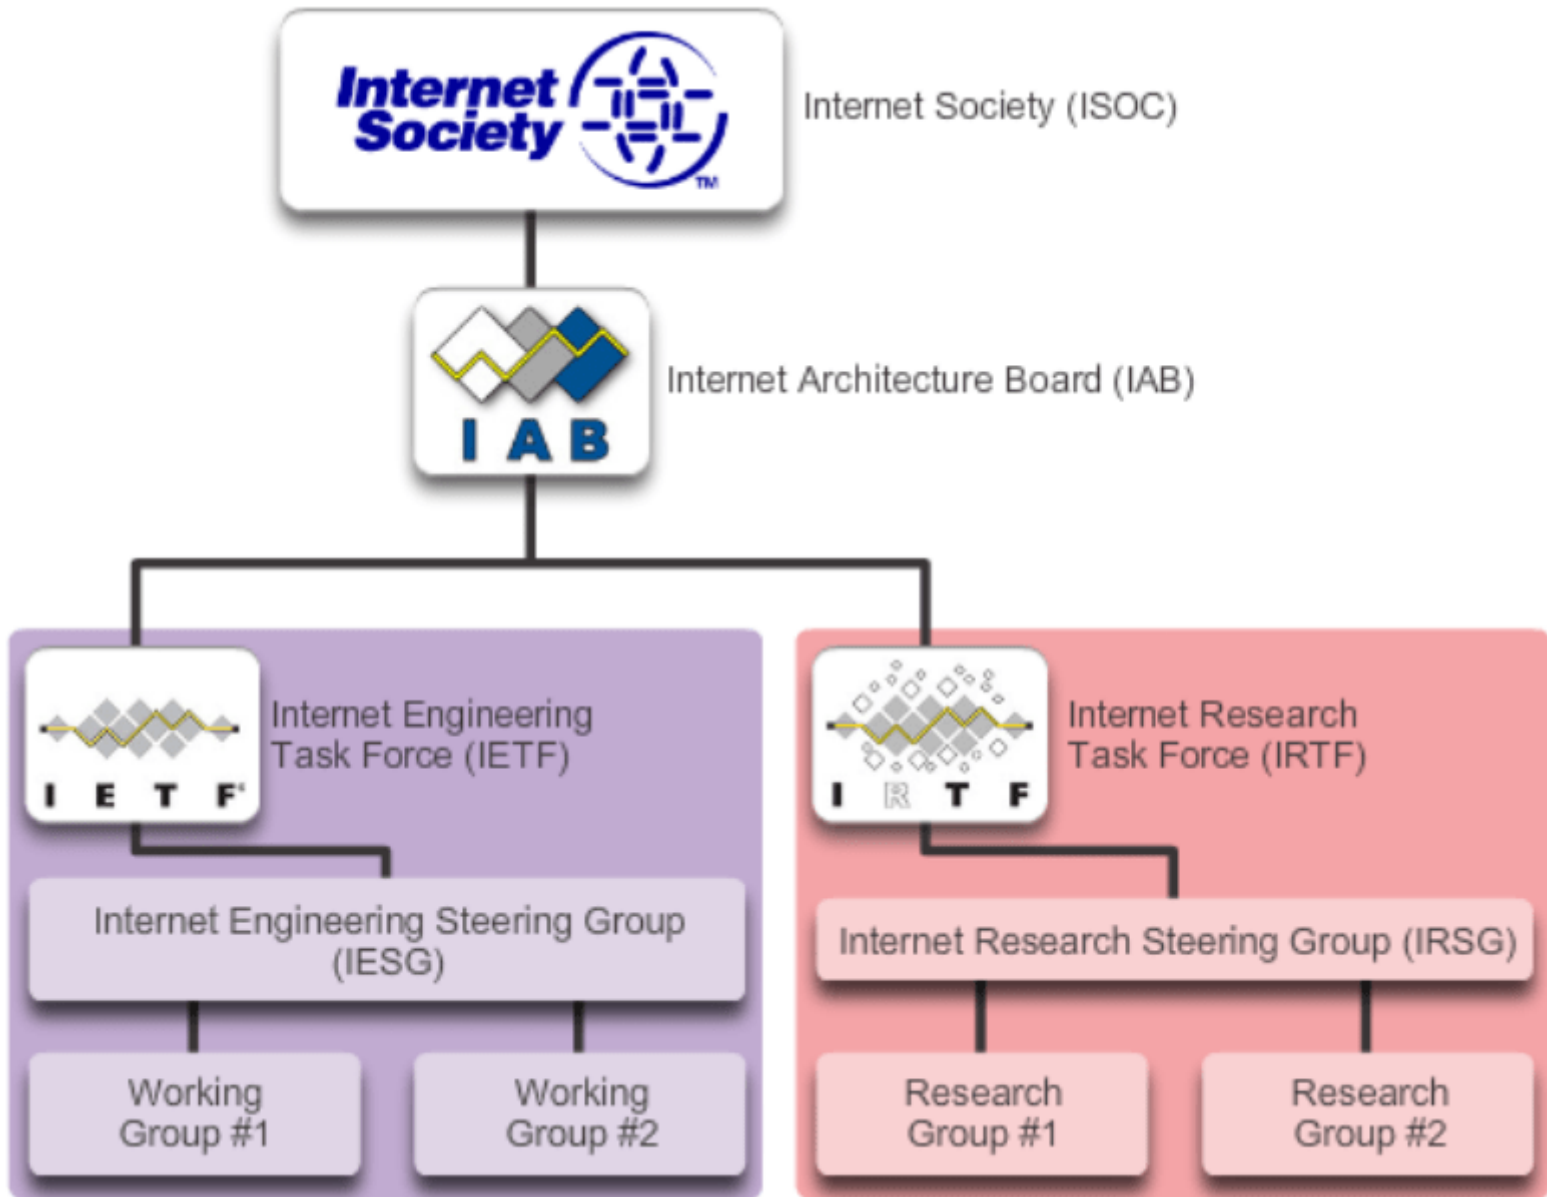 Internet
Society
TM
Internet Society (ISOC)
I A B
Internet Architecture Board (IAB)
I E T F
Internet Engineering
Task Force (IETF)
I R T F
Internet Research
Task Force (IRTF)
Internet Engineering Steering Group
(IESG)
Internet Research Steering Group (IRSG)
Working
Group #1
Working
Group #2
Research
Group #1
Research
Group #2